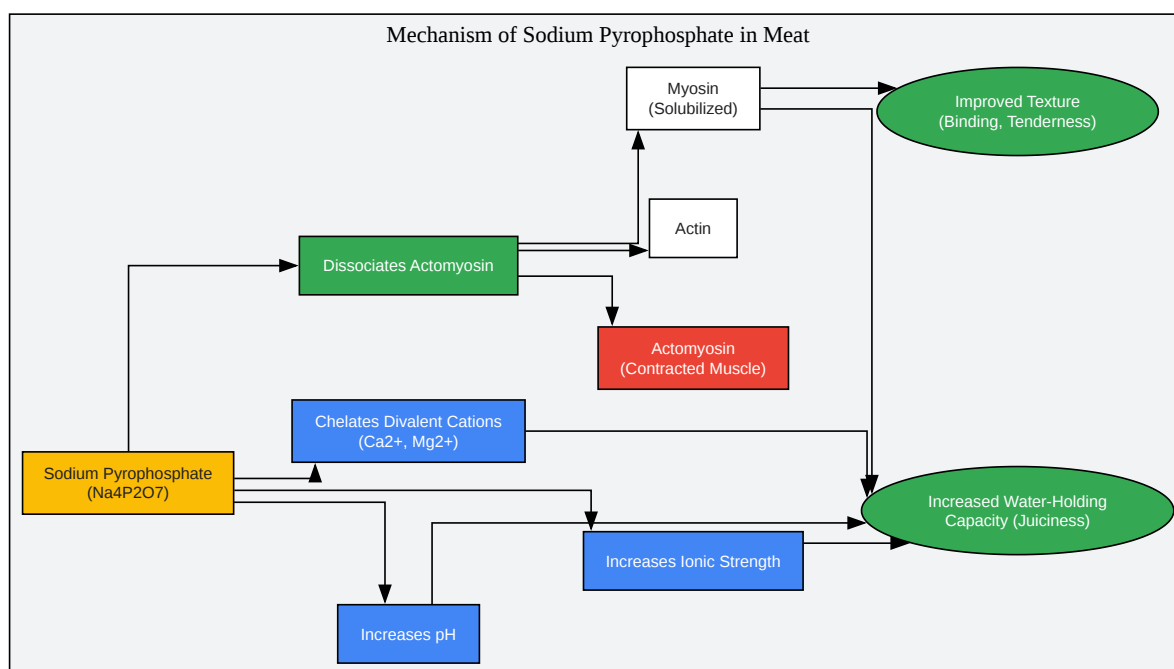 Mechanism of Sodium Pyrophosphate in Meat
Myosin
(Solubilized)
Improved Texture
(Binding, Tenderness)
Actin
Dissociates Actomyosin
Actomyosin
(Contracted Muscle)
Chelates Divalent Cations
(Ca2+, Mg2+)
Sodium Pyrophosphate
(Na4P2O7)
Increased Water-Holding
Capacity (Juiciness)
Increases Ionic Strength
Increases pH